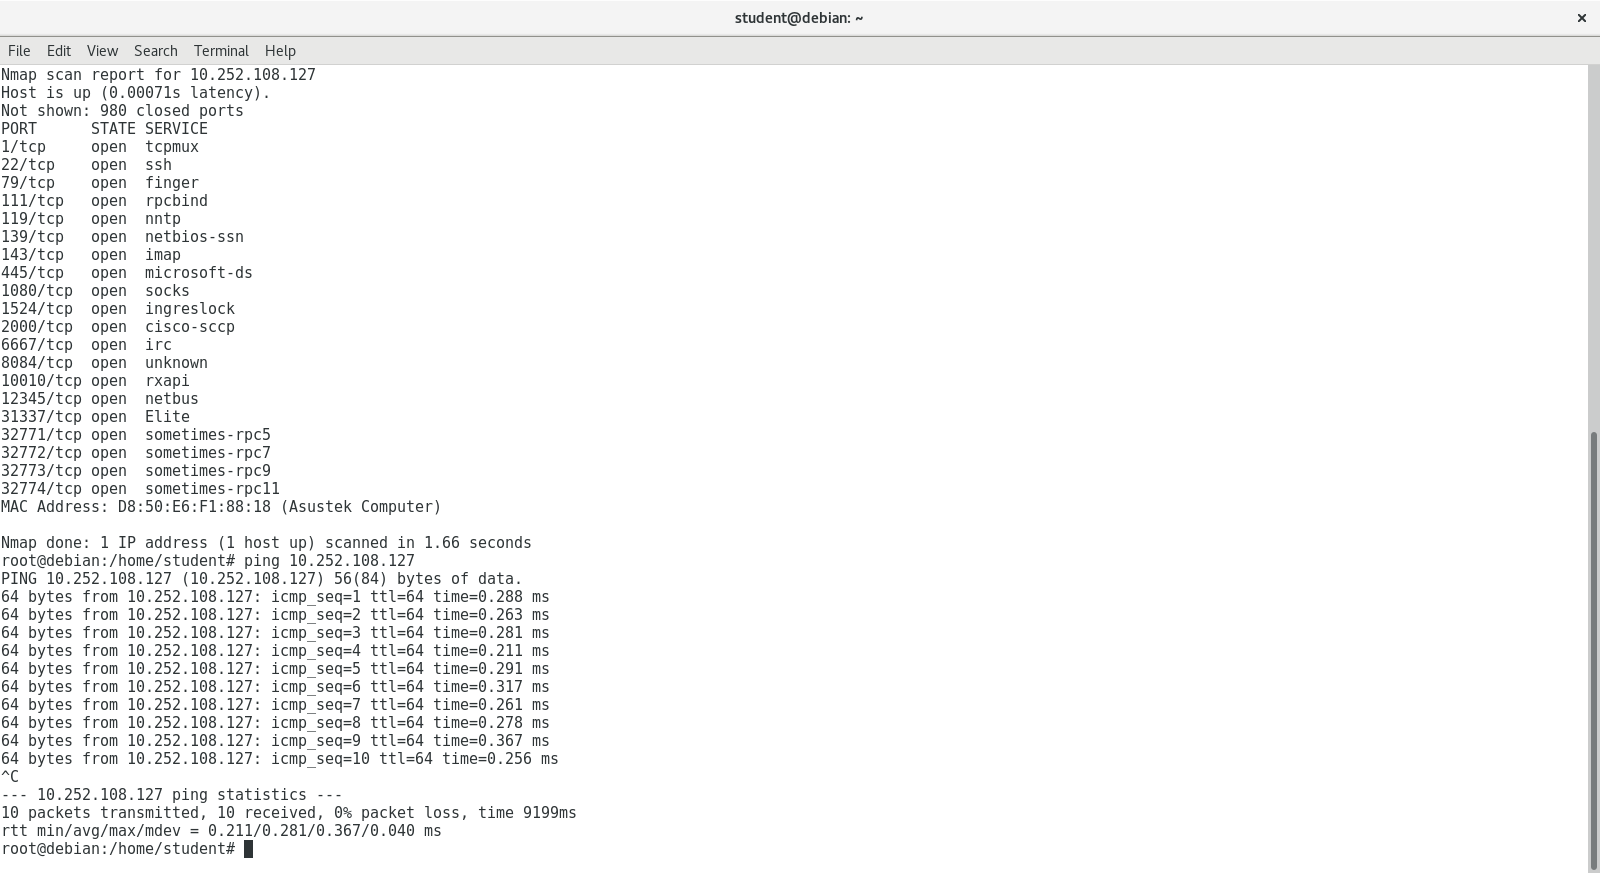 student@debian: ~
×
File Edit View Search Terminal Help
Nmap scan report for 10.252.108.127
Host is up (0.00071s latency).
Not shown: 980 closed ports
PORT      STATE SERVICE
1/tcp     open  tcpmux
22/tcp    open  ssh
79/tcp    open  finger
111/tcp   open  rpcbind
119/tcp   open  nntp
139/tcp   open  netbios-ssn
143/tcp   open  imap
445/tcp   open  microsoft-ds
1080/tcp  open  socks
1524/tcp  open  ingreslock
2000/tcp  open  cisco-sccp
6667/tcp  open  irc
8084/tcp  open  unknown
10010/tcp open  rxapi
12345/tcp open  netbus
31337/tcp open  Elite
32771/tcp open  sometimes-rpc5
32772/tcp open  sometimes-rpc7
32773/tcp open  sometimes-rpc9
32774/tcp open  sometimes-rpc11
MAC Address: D8:50:E6:F1:88:18 (Asustek Computer)

Nmap done: 1 IP address (1 host up) scanned in 1.66 seconds
root@debian:/home/student# ping 10.252.108.127
PING 10.252.108.127 (10.252.108.127) 56(84) bytes of data.
64 bytes from 10.252.108.127: icmp_seq=1 ttl=64 time=0.288 ms
64 bytes from 10.252.108.127: icmp_seq=2 ttl=64 time=0.263 ms
64 bytes from 10.252.108.127: icmp_seq=3 ttl=64 time=0.281 ms
64 bytes from 10.252.108.127: icmp_seq=4 ttl=64 time=0.211 ms
64 bytes from 10.252.108.127: icmp_seq=5 ttl=64 time=0.291 ms
64 bytes from 10.252.108.127: icmp_seq=6 ttl=64 time=0.317 ms
64 bytes from 10.252.108.127: icmp_seq=7 ttl=64 time=0.261 ms
64 bytes from 10.252.108.127: icmp_seq=8 ttl=64 time=0.278 ms
64 bytes from 10.252.108.127: icmp_seq=9 ttl=64 time=0.367 ms
64 bytes from 10.252.108.127: icmp_seq=10 ttl=64 time=0.256 ms
^C
--- 10.252.108.127 ping statistics ---
10 packets transmitted, 10 received, 0% packet loss, time 9199ms
rtt min/avg/max/mdev = 0.211/0.281/0.367/0.040 ms
root@debian:/home/student#